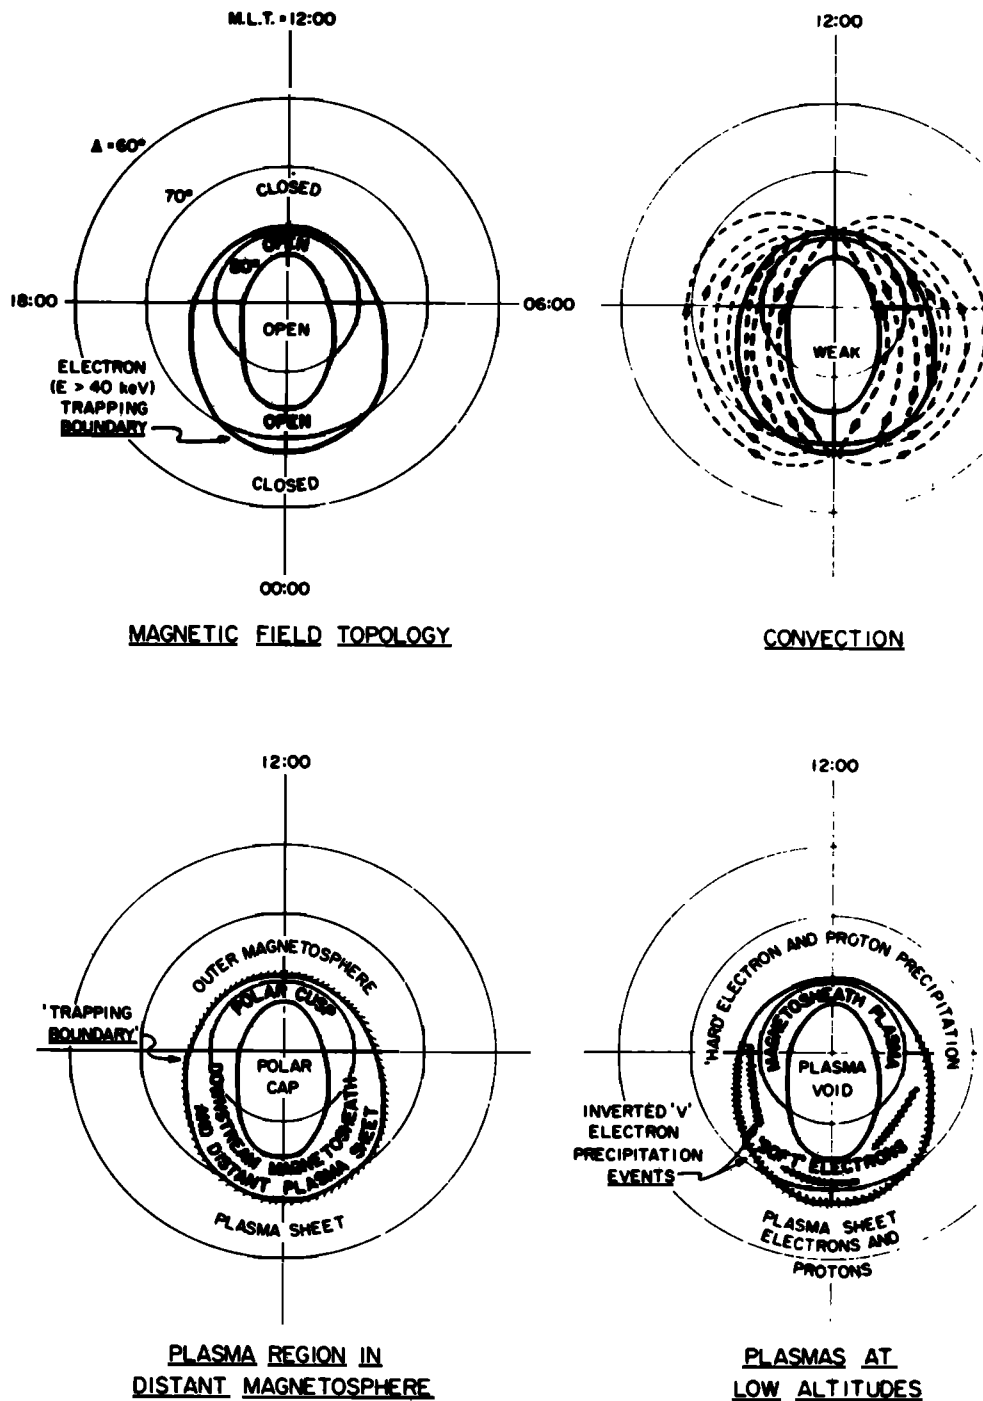 M.L.T. = 12:00
Λ = 60°
70°
CLOSED
OPEN
80°
18:00
06:00
OPEN
ELECTRON
(E > 40 keV)
TRAPPING
BOUNDARY
OPEN
CLOSED
00:00
MAGNETIC FIELD TOPOLOGY
12:00
WEAK
CONVECTION
12:00
OUTER MAGNETOSPHERE
POLAR CUSP
'TRAPPING
BOUNDARY'
POLAR
CAP
DOWNSTREAM MAGNETOSHEATH
AND DISTANT PLASMA SHEET
PLASMA SHEET
PLASMA REGION IN
DISTANT MAGNETOSPHERE
12:00
'HARD' ELECTRON AND PROTON PRECIPITATION
MAGNETOSHEATH PLASMA
PLASMA
VOID
INVERTED 'V'
ELECTRON
PRECIPITATION
EVENTS
'SOFT' ELECTRONS
PLASMA SHEET
ELECTRONS AND
PROTONS
PLASMAS AT
LOW ALTITUDES